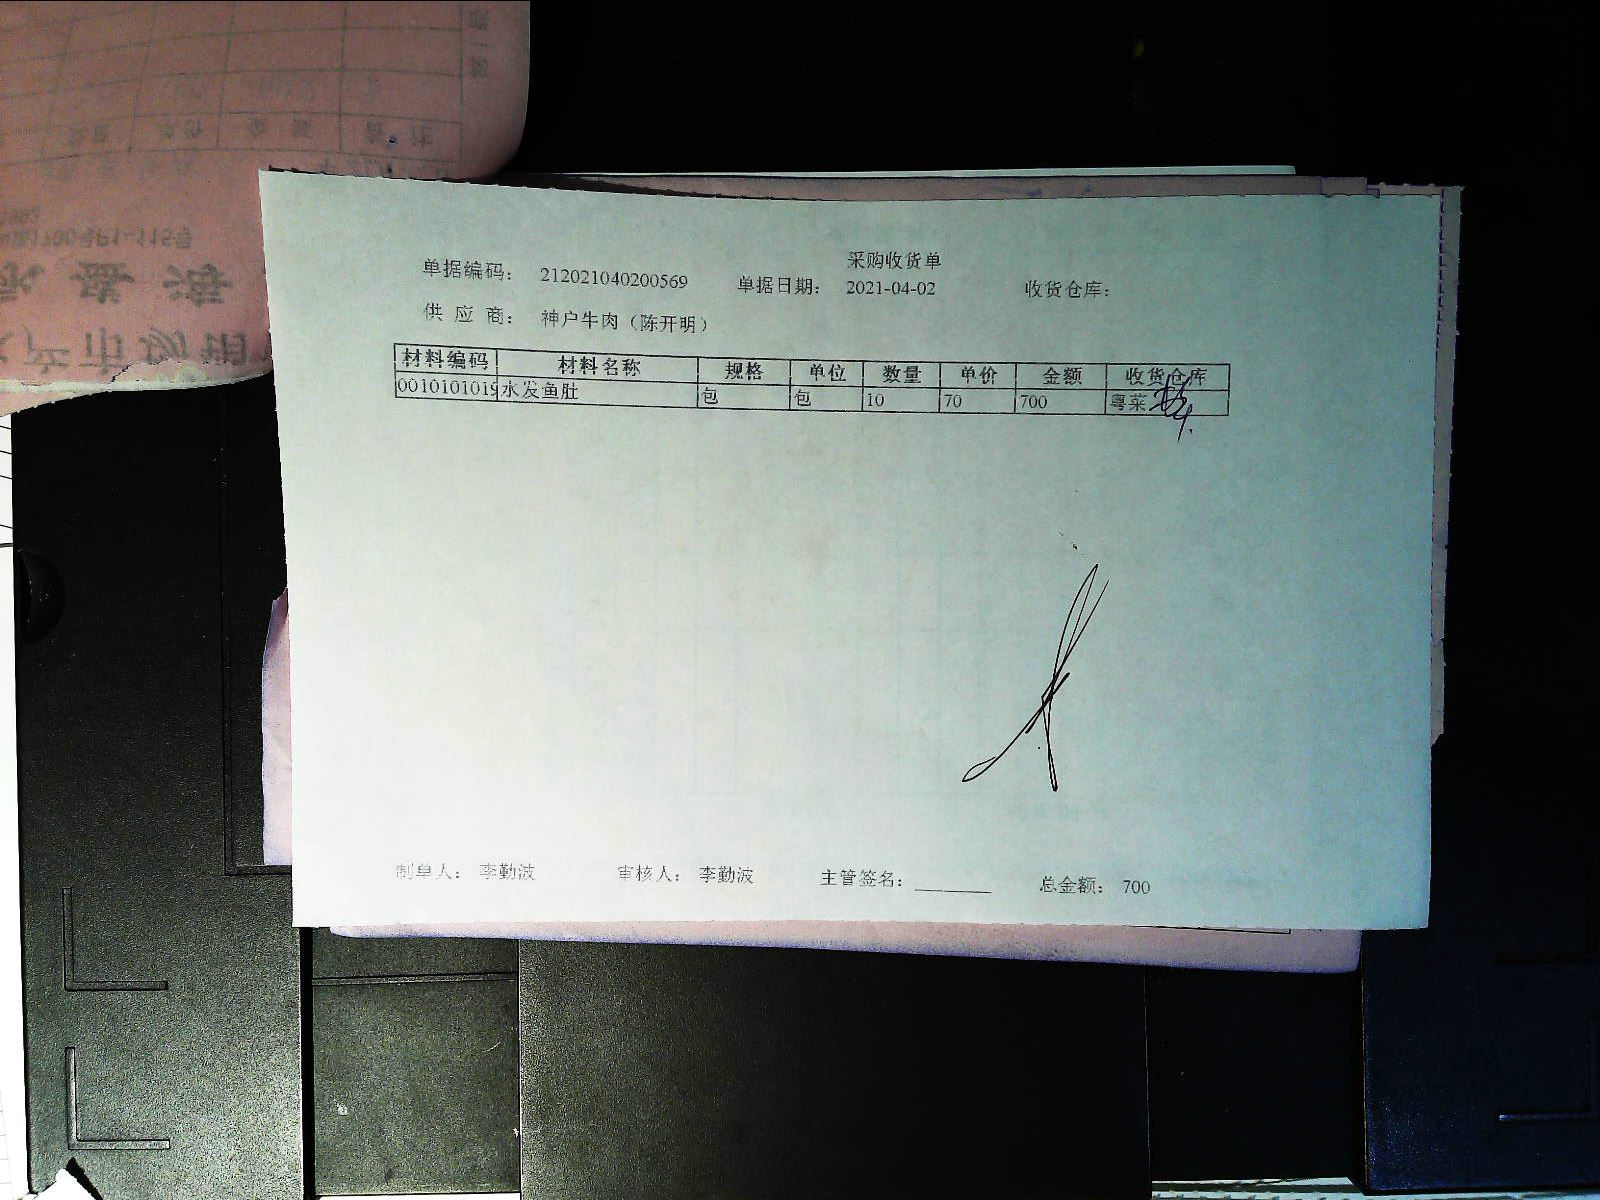 采购收货单
单据编码： 212021040200569 单据日期： 2021-04-02 收货仓库：
供 应 商： 神户牛肉（陈开明）
材料编码 材料名称 规格 单位 数量 单价 金额 收货仓库
0010101019 水发鱼肚 包 包 10 70 700 粤菜
制单人： 李勤波 审核人： 李勤波 主管签名：________ 总金额： 700